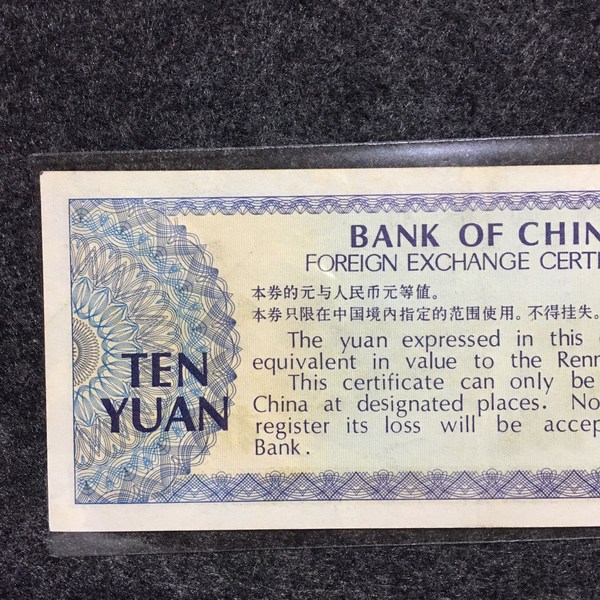 BANK OF CHIN
FOREIGN EXCHANGE CERT
本券的元与人民币元等值。
本券只限在中国境内指定的范围使用。不得挂失。
The yuan expressed in this
equivalent in value to the Renn
This certificate can only be
China at designated places. No
register its loss will be accep
Bank.
TEN
YUAN